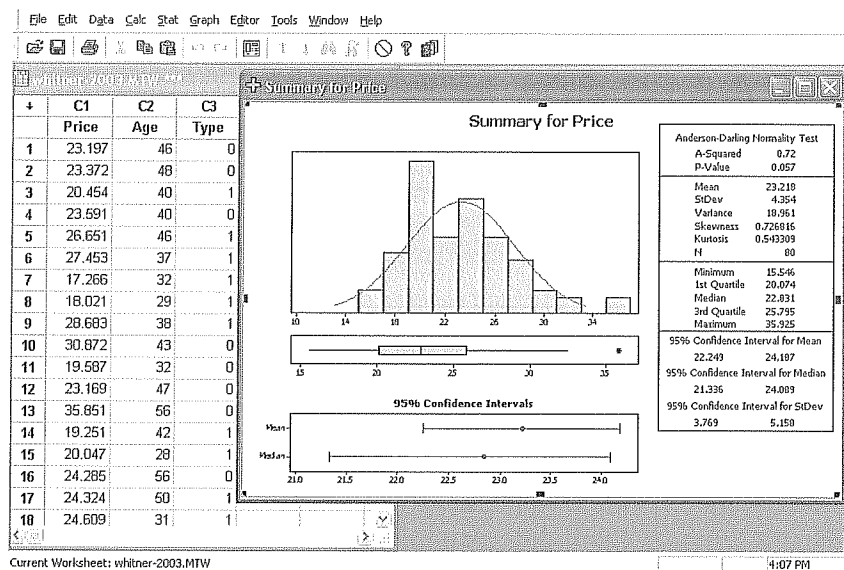 File Edit Data Calc Stat Graph Editor Tools Window Help
whitner-2003.MTW ***
Summary for Price
↓ C1 C2 C3
Price Age Type
1 23.197 46 0
2 23.372 48 0
3 20.454 40 1
4 23.591 40 0
5 26.651 46 1
6 27.453 37 1
7 17.266 32 1
8 18.021 29 1
9 28.683 38 1
10 30.872 43 0
11 19.587 32 0
12 23.169 47 0
13 35.851 56 0
14 19.251 42 1
15 20.047 28 1
16 24.285 56 0
17 24.324 50 1
18 24.609 31 1
Summary for Price
10 14 18 22 26 30 34
15 20 25 30 35
95% Confidence Intervals
Mean
Median
21.0 21.5 22.0 22.5 23.0 23.5 24.0
Anderson-Darling Normality Test
A-Squared 0.72
P-Value 0.057
Mean 23.218
StDev 4.354
Variance 18.961
Skewness 0.726816
Kurtosis 0.543309
N 80
Minimum 15.546
1st Quartile 20.074
Median 22.831
3rd Quartile 25.795
Maximum 35.925
95% Confidence Interval for Mean
22.249 24.187
95% Confidence Interval for Median
21.336 24.089
95% Confidence Interval for StDev
3.769 5.158
Current Worksheet: whitner-2003.MTW
4:07 PM